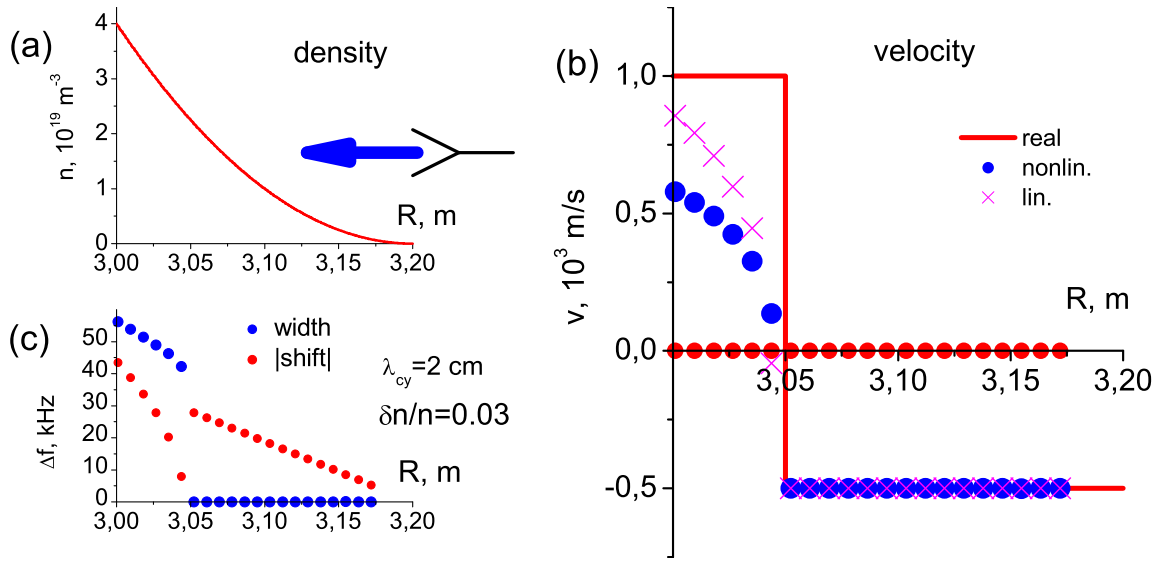 (a)
density
n, 10¹⁹ m⁻³
4
3
2
1
0
R, m
3,00 3,05 3,10 3,15 3,20
(c)
width
|shift|
λcy=2 cm
δn/n=0.03
Δf, kHz
50
40
30
20
10
0
R, m
3,00 3,05 3,10 3,15 3,20
(b)
velocity
v, 10³ m/s
1,0
0,5
0,0
-0,5
real
nonlin.
lin.
R, m
3,05 3,10 3,15 3,20